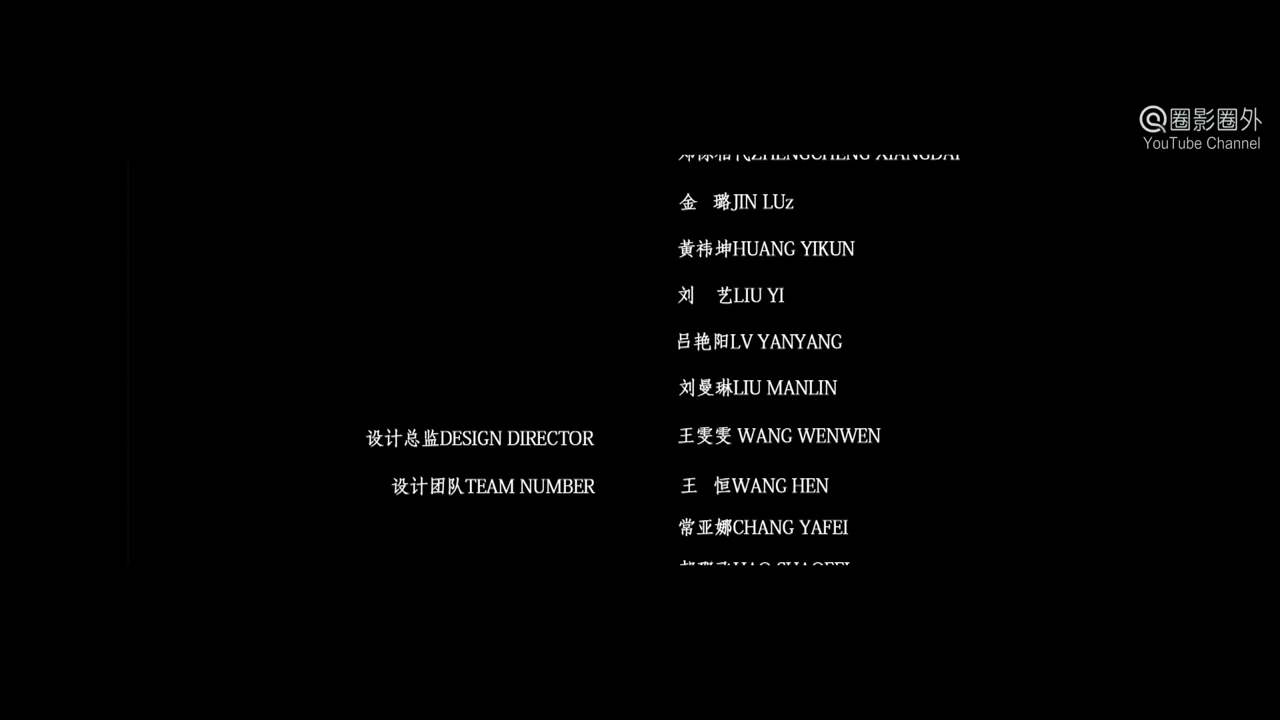 圈影圈外
YouTube Channel
金 璐JIN LUz
黄祎坤HUANG YIKUN
刘 艺LIU YI
吕艳阳LV YANYANG
刘曼琳LIU MANLIN
设计总监DESIGN DIRECTOR 王雯雯 WANG WENWEN
设计团队TEAM NUMBER 王 恒WANG HEN
常亚娜CHANG YAFEI